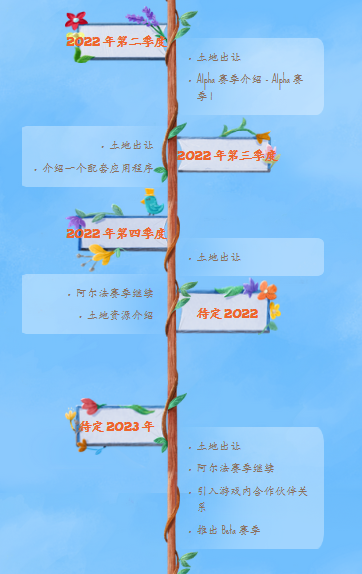 2022 年第二季度
土地出让
Alpha 赛季介绍 - Alpha 赛
季 1
2022 年第三季度
土地出让
介绍一个配套应用程序
2022 年第四季度
土地出让
待定 2022
阿尔法赛季继续
土地资源介绍
待定 2023 年
土地出让
阿尔法赛季继续
引入游戏内合作伙伴关
系
推出 Beta 赛季